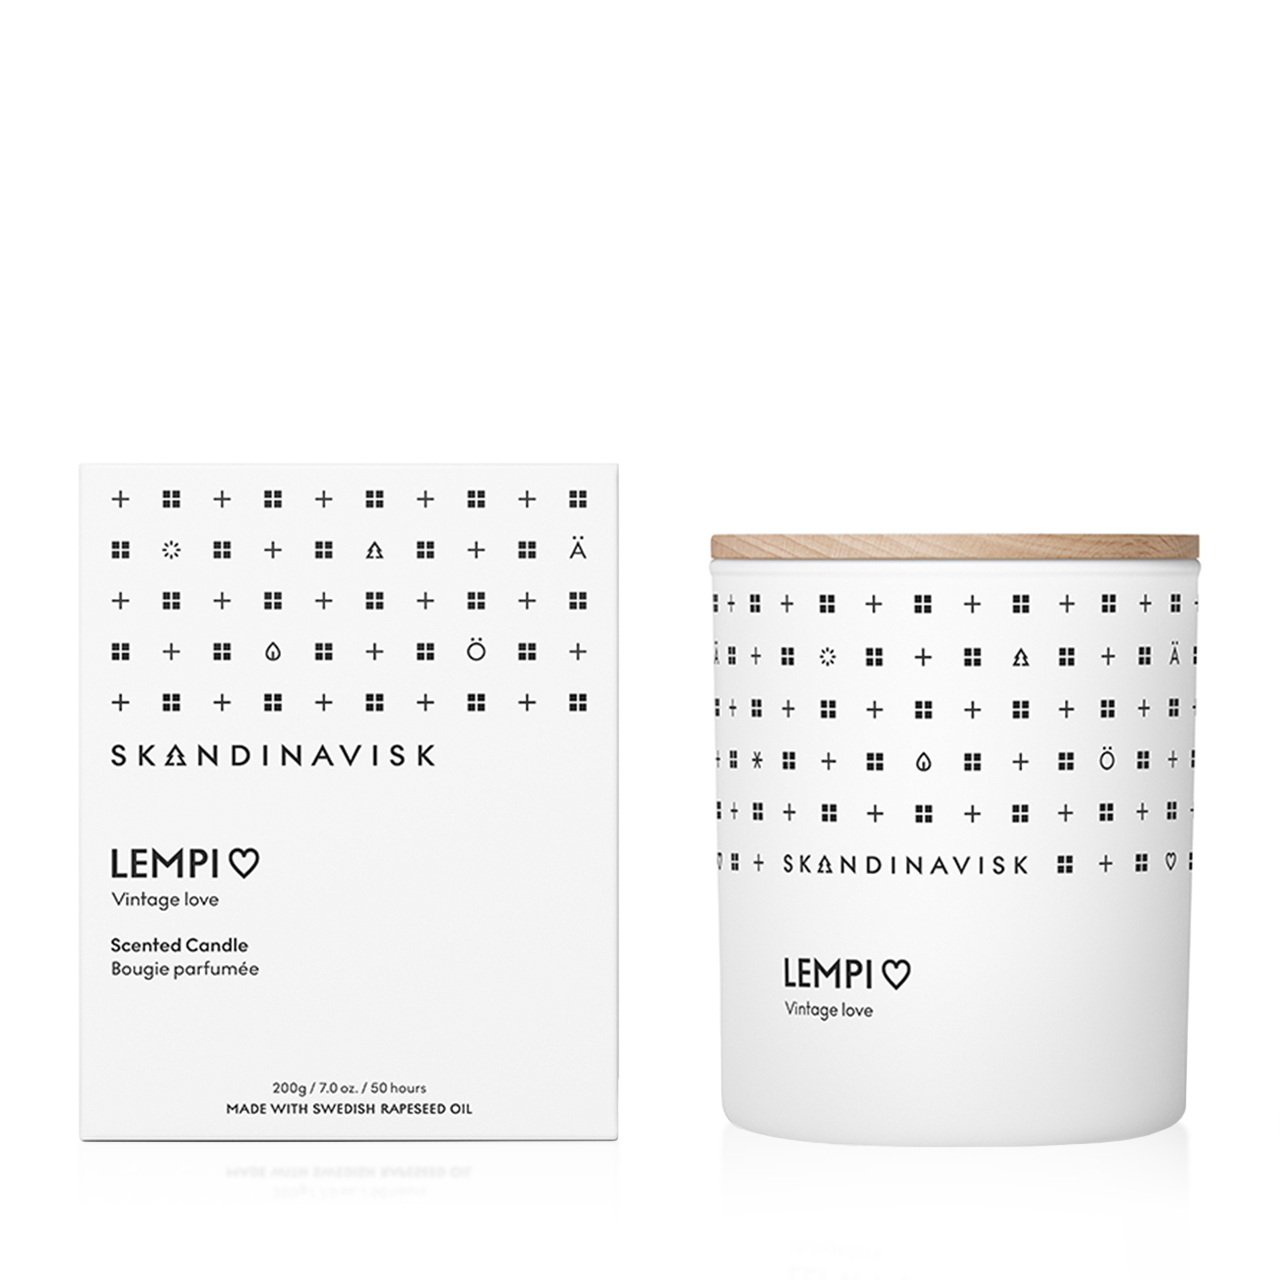 Ä
Ö
SKANDINAVISK
LEMPI♡
Vintage love
Scented Candle
Bougie parfumée
200g / 7.0 oz. / 50 hours
MADE WITH SWEDISH RAPESEED OIL
Ä Ä
Ö
SKANDINAVISK
LEMPI♡
Vintage love